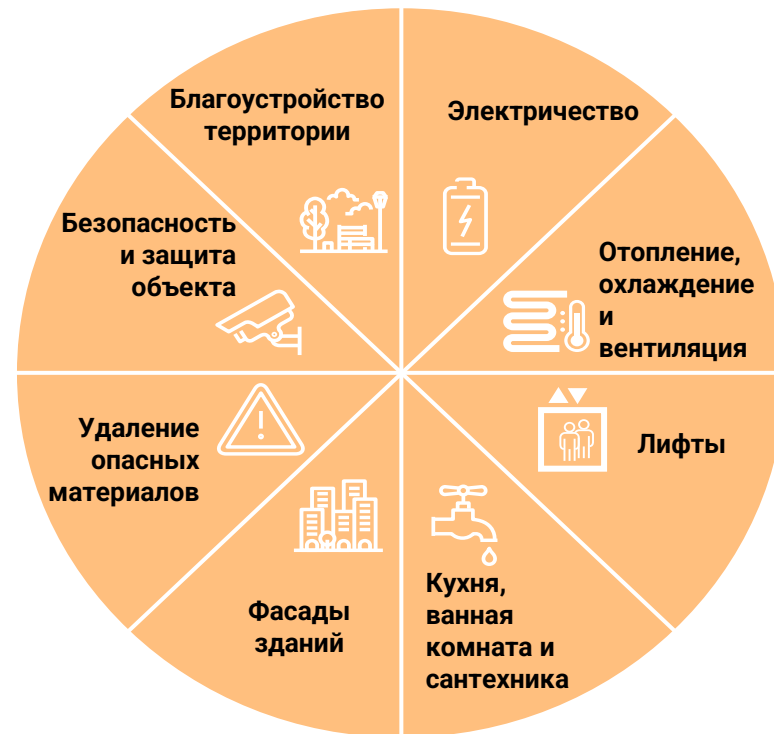 Благоустройство
территории
Электричество
Безопасность
и защита
объекта
Отопление,
охлаждение
и
вентиляция
Удаление
опасных
материалов
Лифты
Фасады
зданий
Кухня,
ванная
комната и
сантехника